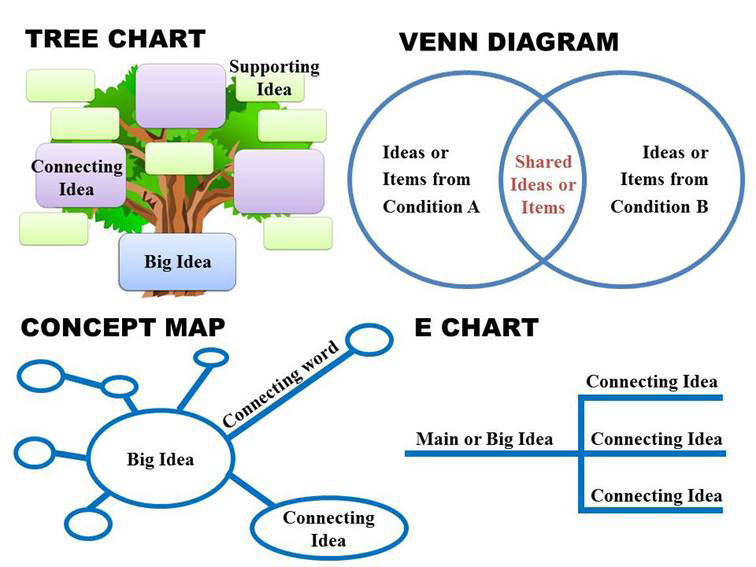 TREE CHART
Supporting
Idea
Connecting
Idea
Big Idea
VENN DIAGRAM
Ideas or
Items from
Condition A
Shared
Ideas or
Items
Ideas or
Items from
Condition B
CONCEPT MAP
Connecting word
Big Idea
Connecting
Idea
E CHART
Connecting Idea
Main or Big Idea
Connecting Idea
Connecting Idea